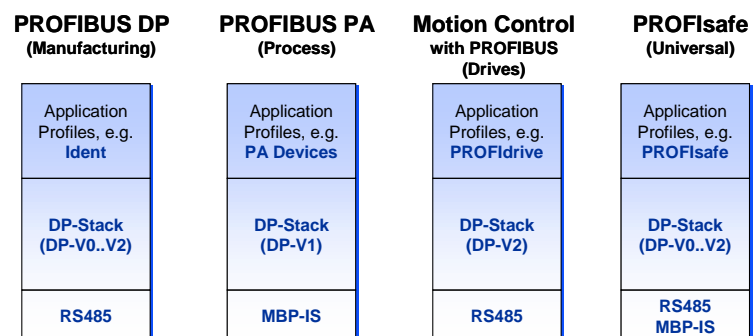 PROFIBUS DP
(Manufacturing)
Application
Profiles, e.g.
Ident
DP-Stack
(DP-V0..V2)
RS485
PROFIBUS PA
(Process)
Application
Profiles, e.g.
PA Devices
DP-Stack
(DP-V1)
MBP-IS
Motion Control
with PROFIBUS
(Drives)
Application
Profiles, e.g.
PROFIdrive
DP-Stack
(DP-V2)
RS485
PROFIsafe
(Universal)
Application
Profiles, e.g.
PROFIsafe
DP-Stack
(DP-V0..V2)
RS485
MBP-IS